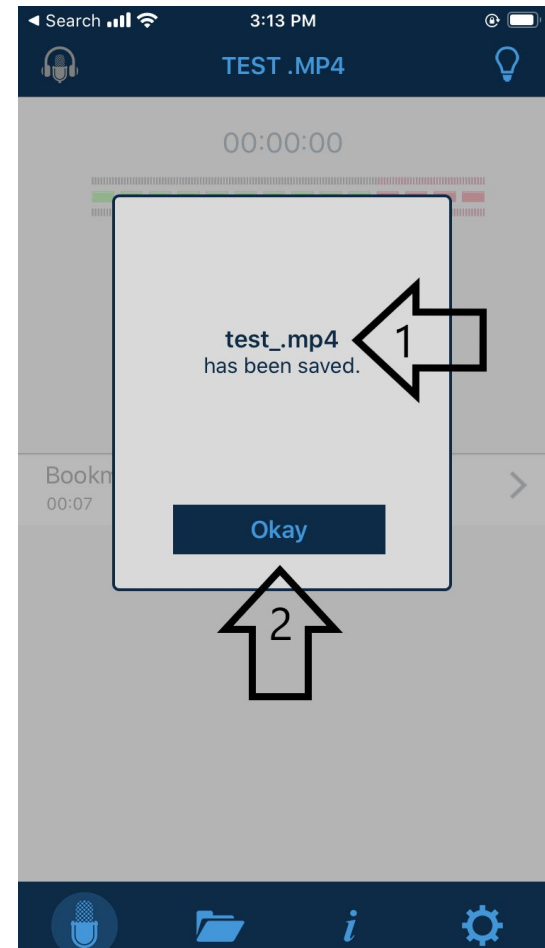 ◀ Search 3:13 PM
TEST .MP4
00:00:00
test_.mp4
has been saved.
1
Bookm
00:07
Okay
2
i